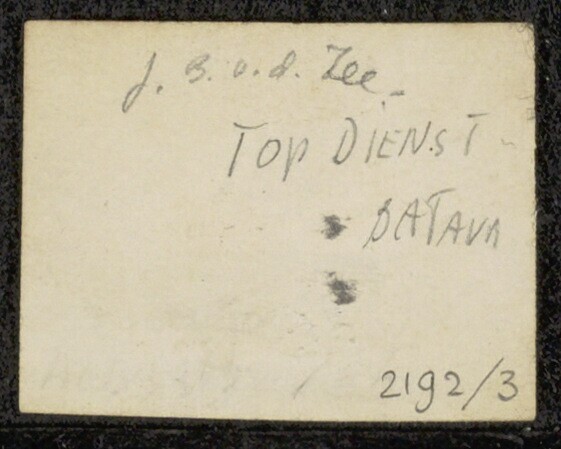 J. B. v. d. Zee.
TOP DIENST
BATAVIA
2192/3